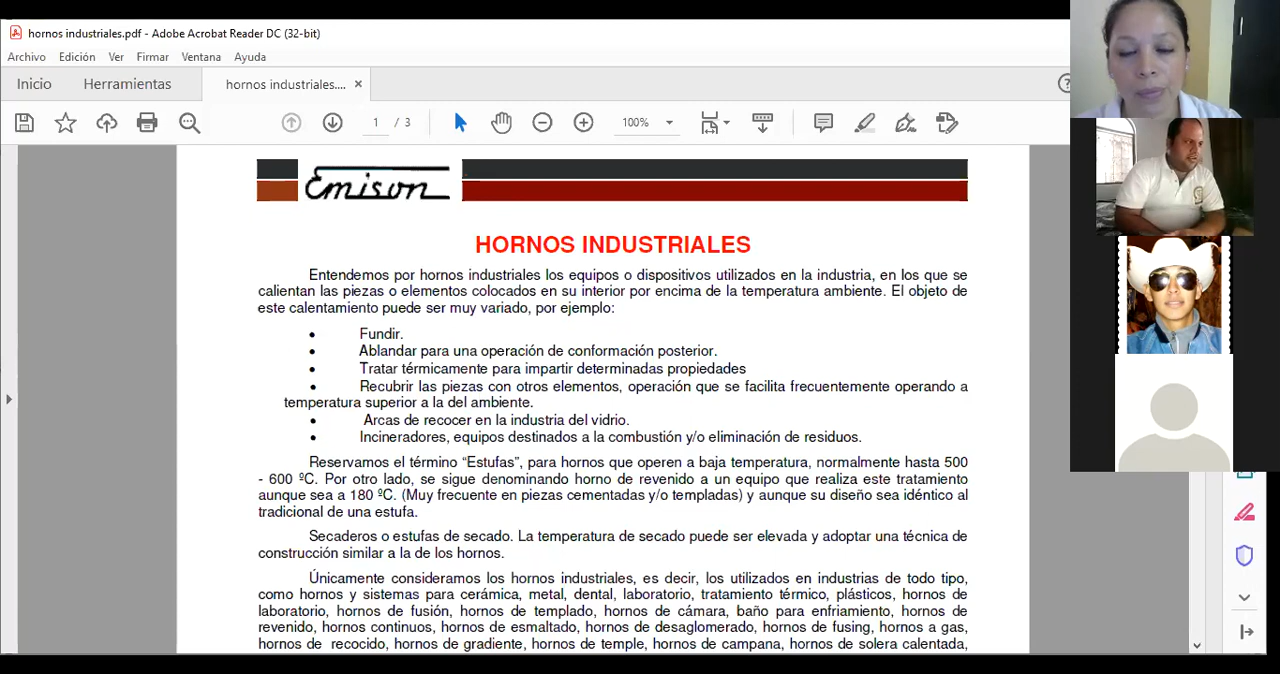 hornos industriales.pdf - Adobe Acrobat Reader DC (32-bit)
Archivo Edición Ver Firmar Ventana Ayuda
Inicio Herramientas hornos industriales.... ×
1 / 3 100%
Emison
HORNOS INDUSTRIALES
Entendemos por hornos industriales los equipos o dispositivos utilizados en la industria, en los que se
calientan las piezas o elementos colocados en su interior por encima de la temperatura ambiente. El objeto de
este calentamiento puede ser muy variado, por ejemplo:
• Fundir.
• Ablandar para una operación de conformación posterior.
• Tratar térmicamente para impartir determinadas propiedades
• Recubrir las piezas con otros elementos, operación que se facilita frecuentemente operando a
temperatura superior a la del ambiente.
• Arcas de recocer en la industria del vidrio.
• Incineradores, equipos destinados a la combustión y/o eliminación de residuos.
Reservamos el término “Estufas”, para hornos que operen a baja temperatura, normalmente hasta 500
- 600 ºC. Por otro lado, se sigue denominando horno de revenido a un equipo que realiza este tratamiento
aunque sea a 180 ºC. (Muy frecuente en piezas cementadas y/o templadas) y aunque su diseño sea idéntico al
tradicional de una estufa.
Secaderos o estufas de secado. La temperatura de secado puede ser elevada y adoptar una técnica de
construcción similar a la de los hornos.
Únicamente consideramos los hornos industriales, es decir, los utilizados en industrias de todo tipo,
como hornos y sistemas para cerámica, metal, dental, laboratorio, tratamiento térmico, plásticos, hornos de
laboratorio, hornos de fusión, hornos de templado, hornos de cámara, baño para enfriamiento, hornos de
revenido, hornos continuos, hornos de esmaltado, hornos de desaglomerado, hornos de fusing, hornos a gas,
hornos de recocido, hornos de gradiente, hornos de temple, hornos de campana, hornos de solera calentada,